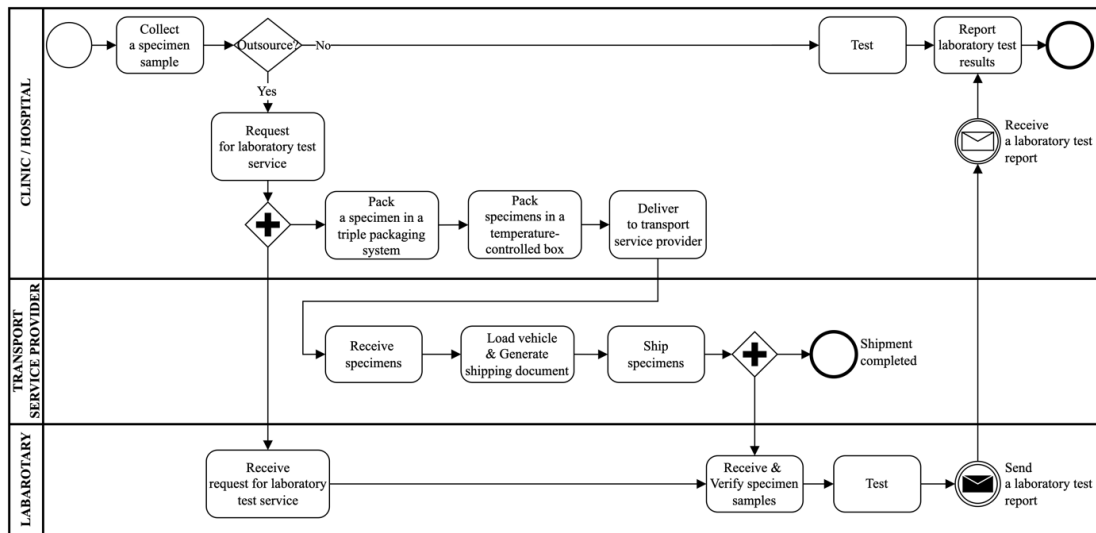 CLINIC / HOSPITAL
Collect
a specimen
sample
Outsource?
No
Test
Report
laboratory test
results
Yes
Request
for laboratory test
service
Receive
a laboratory test
report
Pack
a specimen in a
triple packaging
system
Pack
specimens in a
temperature-
controlled box
Deliver
to transport
service provider
TRANSPORT
SERVICE PROVIDER
Receive
specimens
Load vehicle
& Generate
shipping document
Ship
specimens
Shipment
completed
LABAROTARY
Receive
request for laboratory
test service
Receive &
Verify specimen
samples
Test
Send
a laboratory test
report